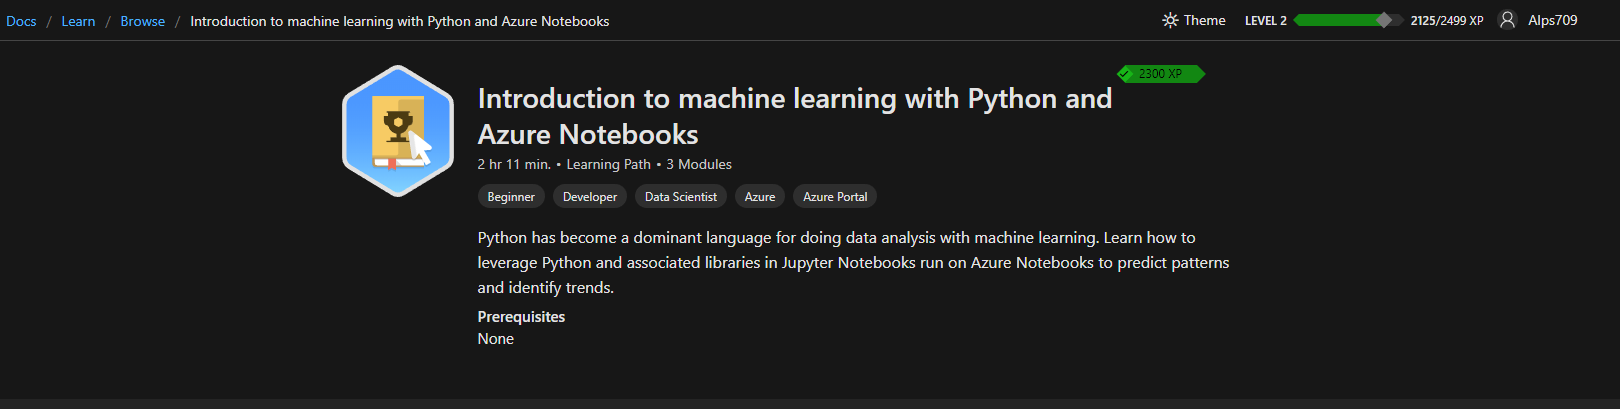 Docs / Learn / Browse / Introduction to machine learning with Python and Azure Notebooks
Theme LEVEL 2 2125/2499 XP Alps709
2300 XP
Introduction to machine learning with Python and
Azure Notebooks
2 hr 11 min. • Learning Path • 3 Modules
Beginner Developer Data Scientist Azure Azure Portal
Python has become a dominant language for doing data analysis with machine learning. Learn how to
leverage Python and associated libraries in Jupyter Notebooks run on Azure Notebooks to predict patterns
and identify trends.
Prerequisites
None